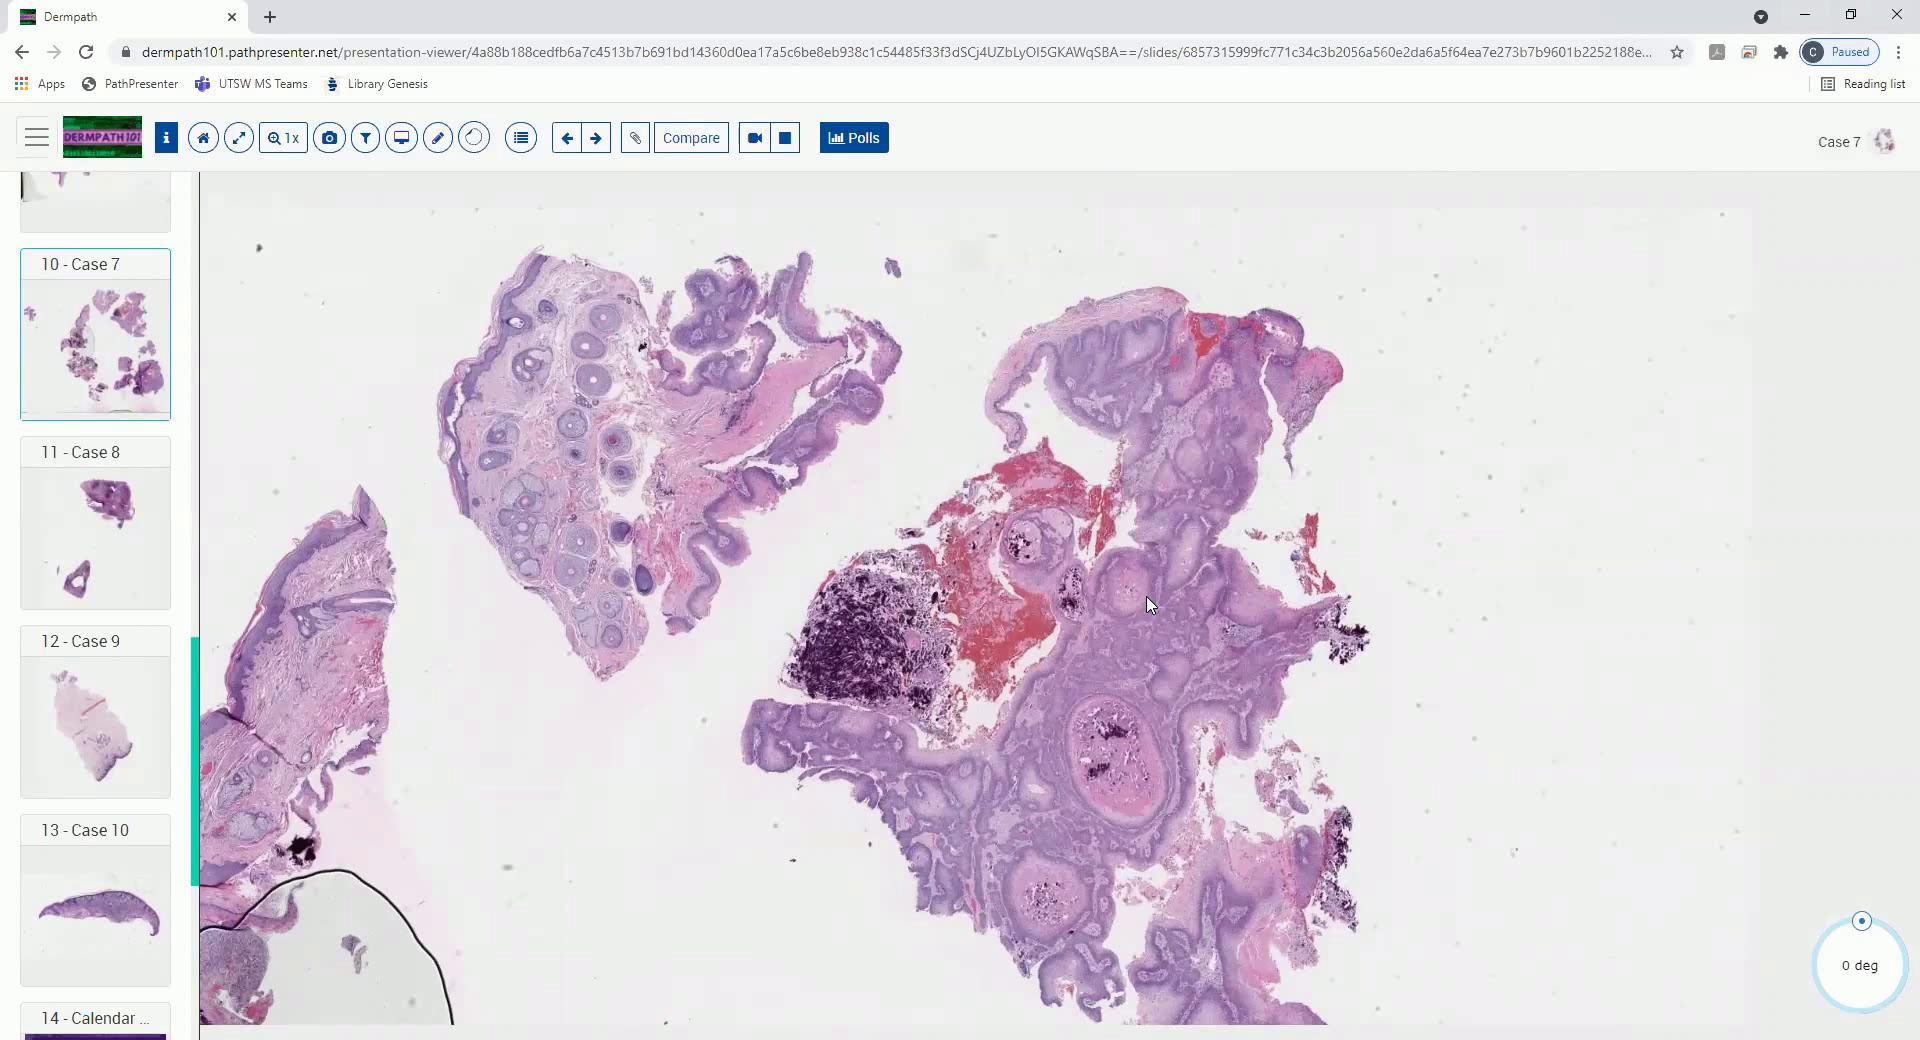 Dermpath
dermpath101.pathpresenter.net/presentation-viewer/4a88b188cedfb6a7c4513b7b691bd14360d0ea17a5c6be8eb938c1c54485f33f3dSCj4UZbLyOI5GKAWqSBA==/slides/6857315999fc771c34c3b2056a560e2da6a5f64ea7e273b7b9601b2252188e...
C Paused
Apps PathPresenter UTSW MS Teams Library Genesis Reading list
DERMPATH 101 i 1x Compare Polls Case 7
10 - Case 7
11 - Case 8
12 - Case 9
13 - Case 10
0 deg
14 - Calendar ...